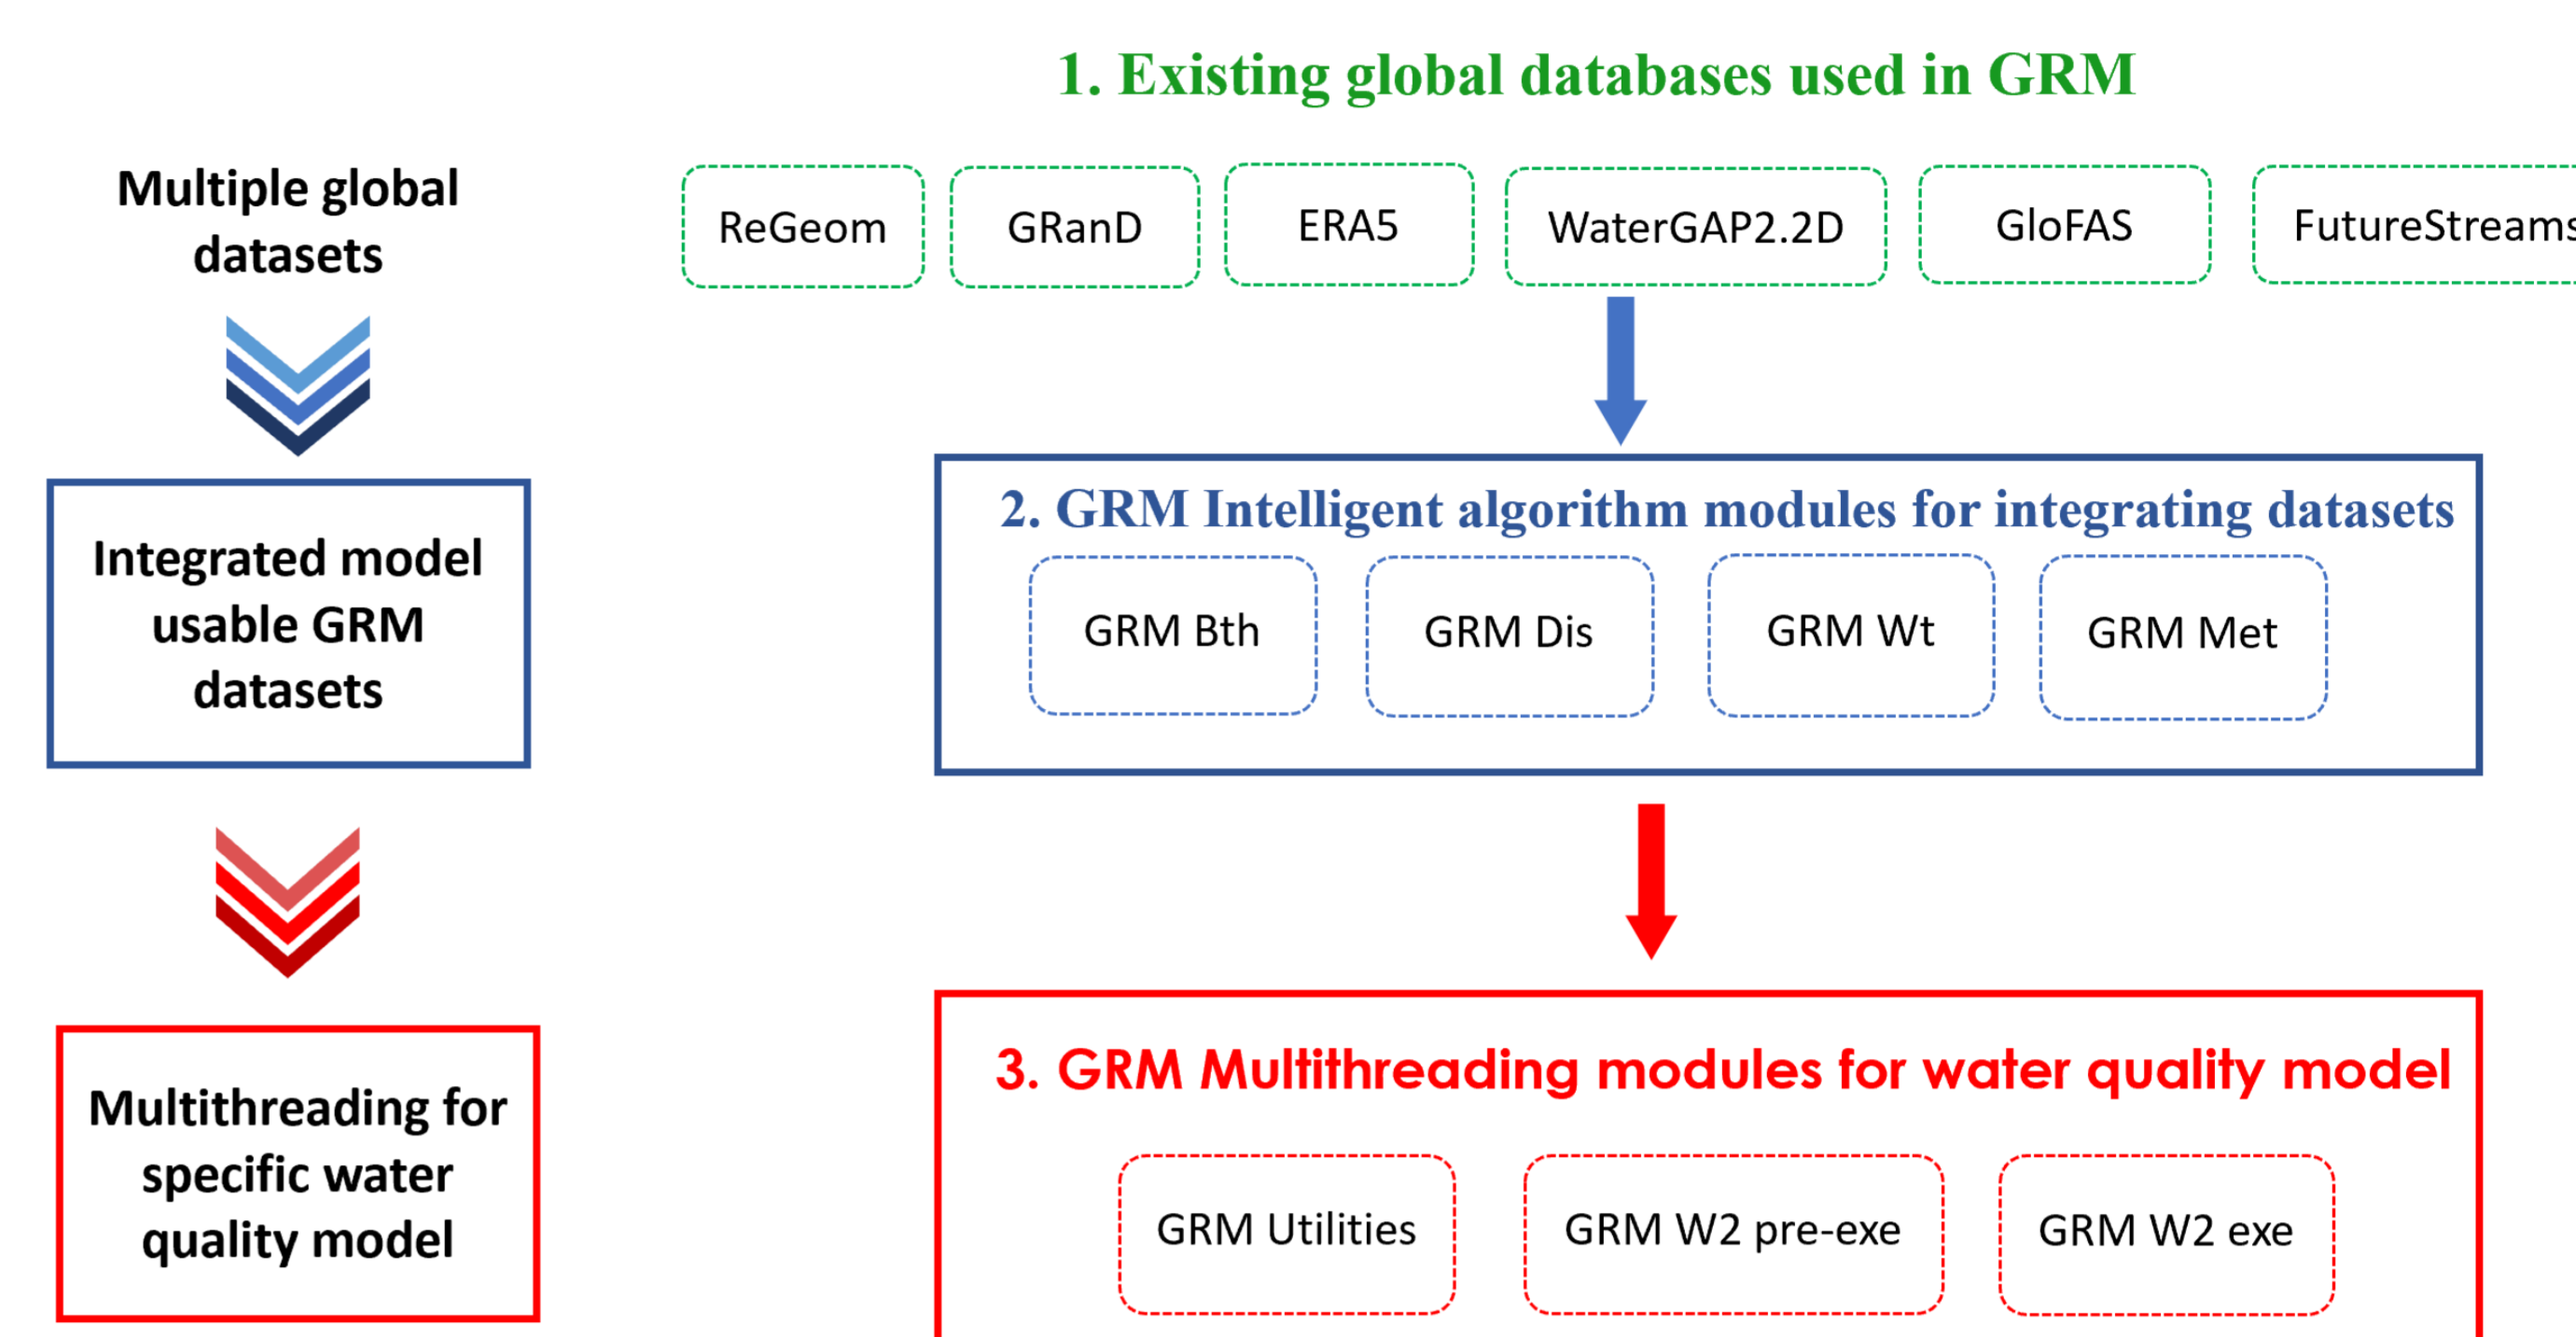 1. Existing global databases used in GRM
Multiple global
datasets
ReGeom
GRanD
ERA5
WaterGAP2.2D
GloFAS
FutureStreams
Integrated model
usable GRM
datasets
2. GRM Intelligent algorithm modules for integrating datasets
GRM Bth
GRM Dis
GRM Wt
GRM Met
Multithreading for
specific water
quality model
3. GRM Multithreading modules for water quality model
GRM Utilities
GRM W2 pre-exe
GRM W2 exe